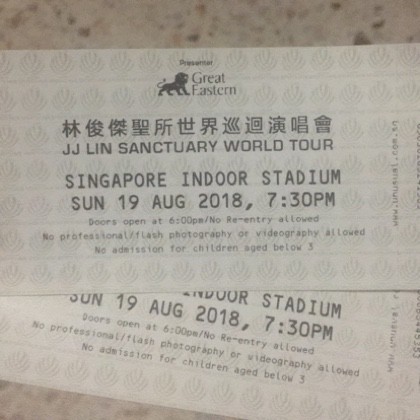 Presenter
Great
Eastern
林俊傑聖所世界巡迴演唱會
JJ LIN SANCTUARY WORLD TOUR
SINGAPORE INDOOR STADIUM
SUN 19 AUG 2018, 7:30PM
Doors open at 6:00pm/No Re-entry allowed
No professional/flash photography or videography allowed
No admission for children aged below 3
INDOOR STADIUM
SUN 19 AUG 2018, 7:30PM
Doors open at 6:00pm/No Re-entry allowed
No professional/flash photography or videography allowed
No admission for children aged below 3